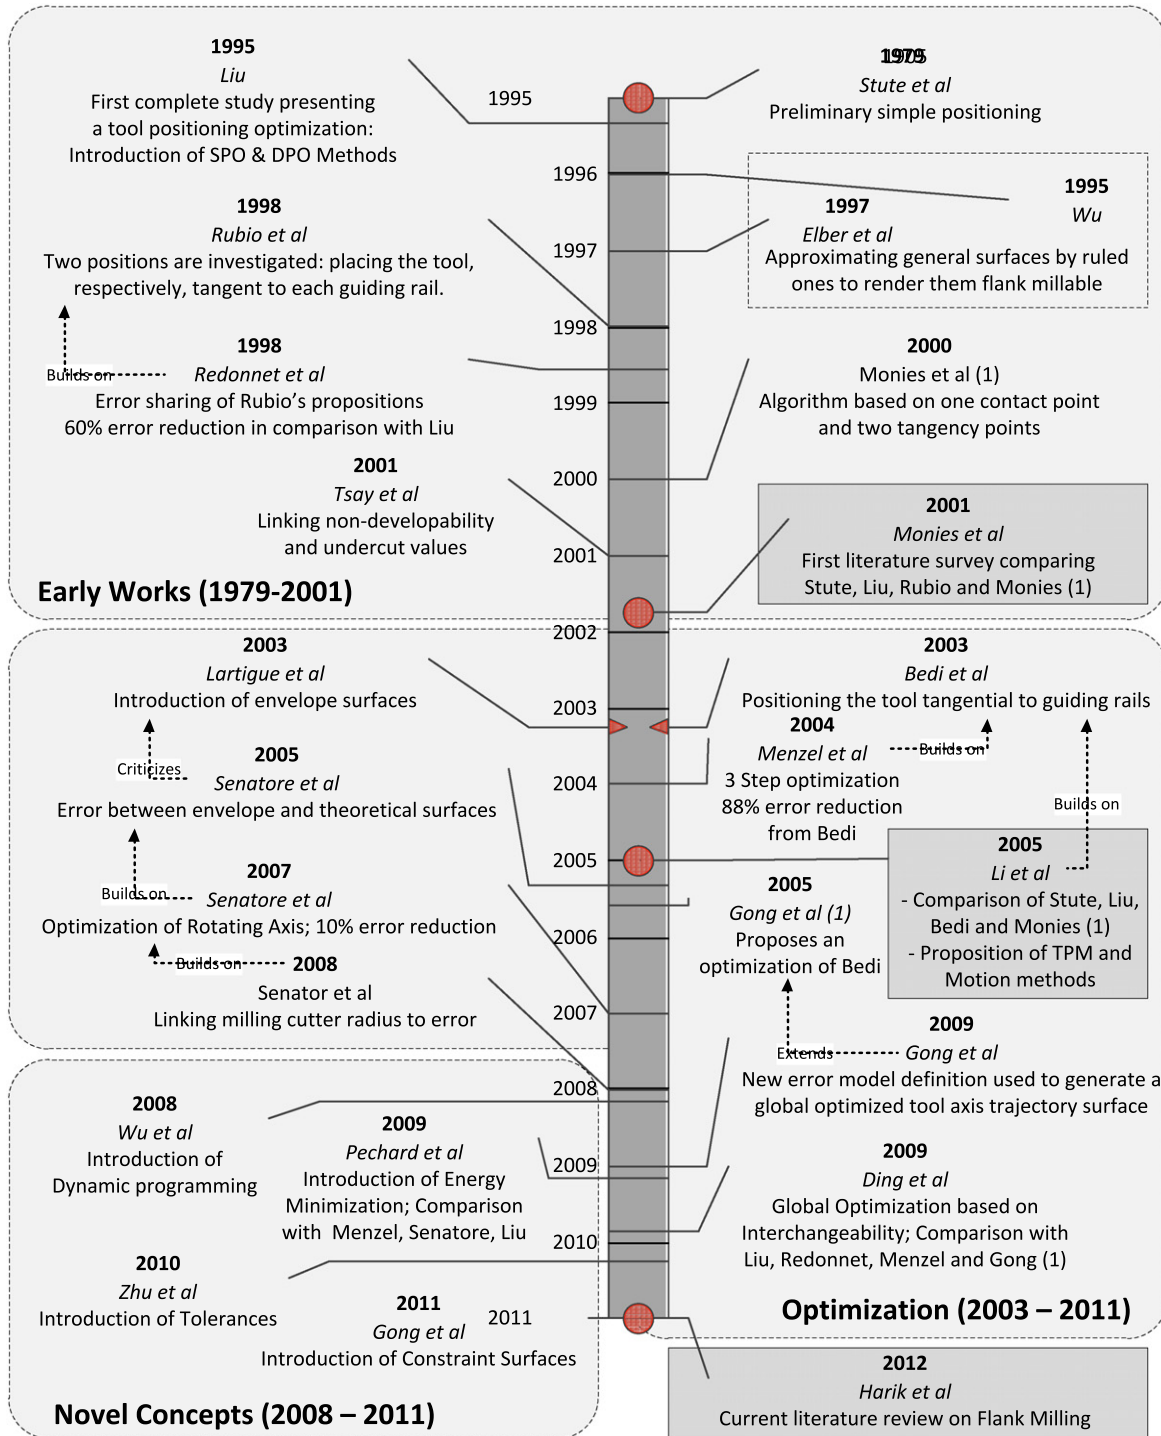 1995
Liu
First complete study presenting
a tool positioning optimization:
Introduction of SPO & DPO Methods
1998
Rubio et al
Two positions are investigated: placing the tool,
respectively, tangent to each guiding rail.
Builds on
1998
Redonnet et al
Error sharing of Rubio's propositions
60% error reduction in comparison with Liu
2001
Tsay et al
Linking non-developability
and undercut values
Early Works (1979-2001)
1979
Stute et al
Preliminary simple positioning
1995
Wu
1997
Elber et al
Approximating general surfaces by ruled
ones to render them flank millable
2000
Monies et al (1)
Algorithm based on one contact point
and two tangency points
2001
Monies et al
First literature survey comparing
Stute, Liu, Rubio and Monies (1)
1995
1996
1997
1998
1999
2000
2001
2002
2003
2004
2005
2006
2007
2008
2009
2010
2011
2003
Lartigue et al
Introduction of envelope surfaces
Criticizes
2005
Senatore et al
Error between envelope and theoretical surfaces
Builds on
2007
Senatore et al
Optimization of Rotating Axis; 10% error reduction
Builds on
2008
Senator et al
Linking milling cutter radius to error
2003
Bedi et al
Positioning the tool tangential to guiding rails
2004
Menzel et al
Builds on
3 Step optimization
88% error reduction
from Bedi
Builds on
2005
Li et al
- Comparison of Stute, Liu,
Bedi and Monies (1)
- Proposition of TPM and
Motion methods
2005
Gong et al (1)
Proposes an
optimization of Bedi
Extends
2009
Gong et al
New error model definition used to generate a
global optimized tool axis trajectory surface
2009
Ding et al
Global Optimization based on
Interchangeability; Comparison with
Liu, Redonnet, Menzel and Gong (1)
Optimization (2003 – 2011)
2008
Wu et al
Introduction of
Dynamic programming
2009
Pechard et al
Introduction of Energy
Minimization; Comparison
with Menzel, Senatore, Liu
2010
Zhu et al
Introduction of Tolerances
2011
Gong et al
Introduction of Constraint Surfaces
Novel Concepts (2008 – 2011)
2012
Harik et al
Current literature review on Flank Milling